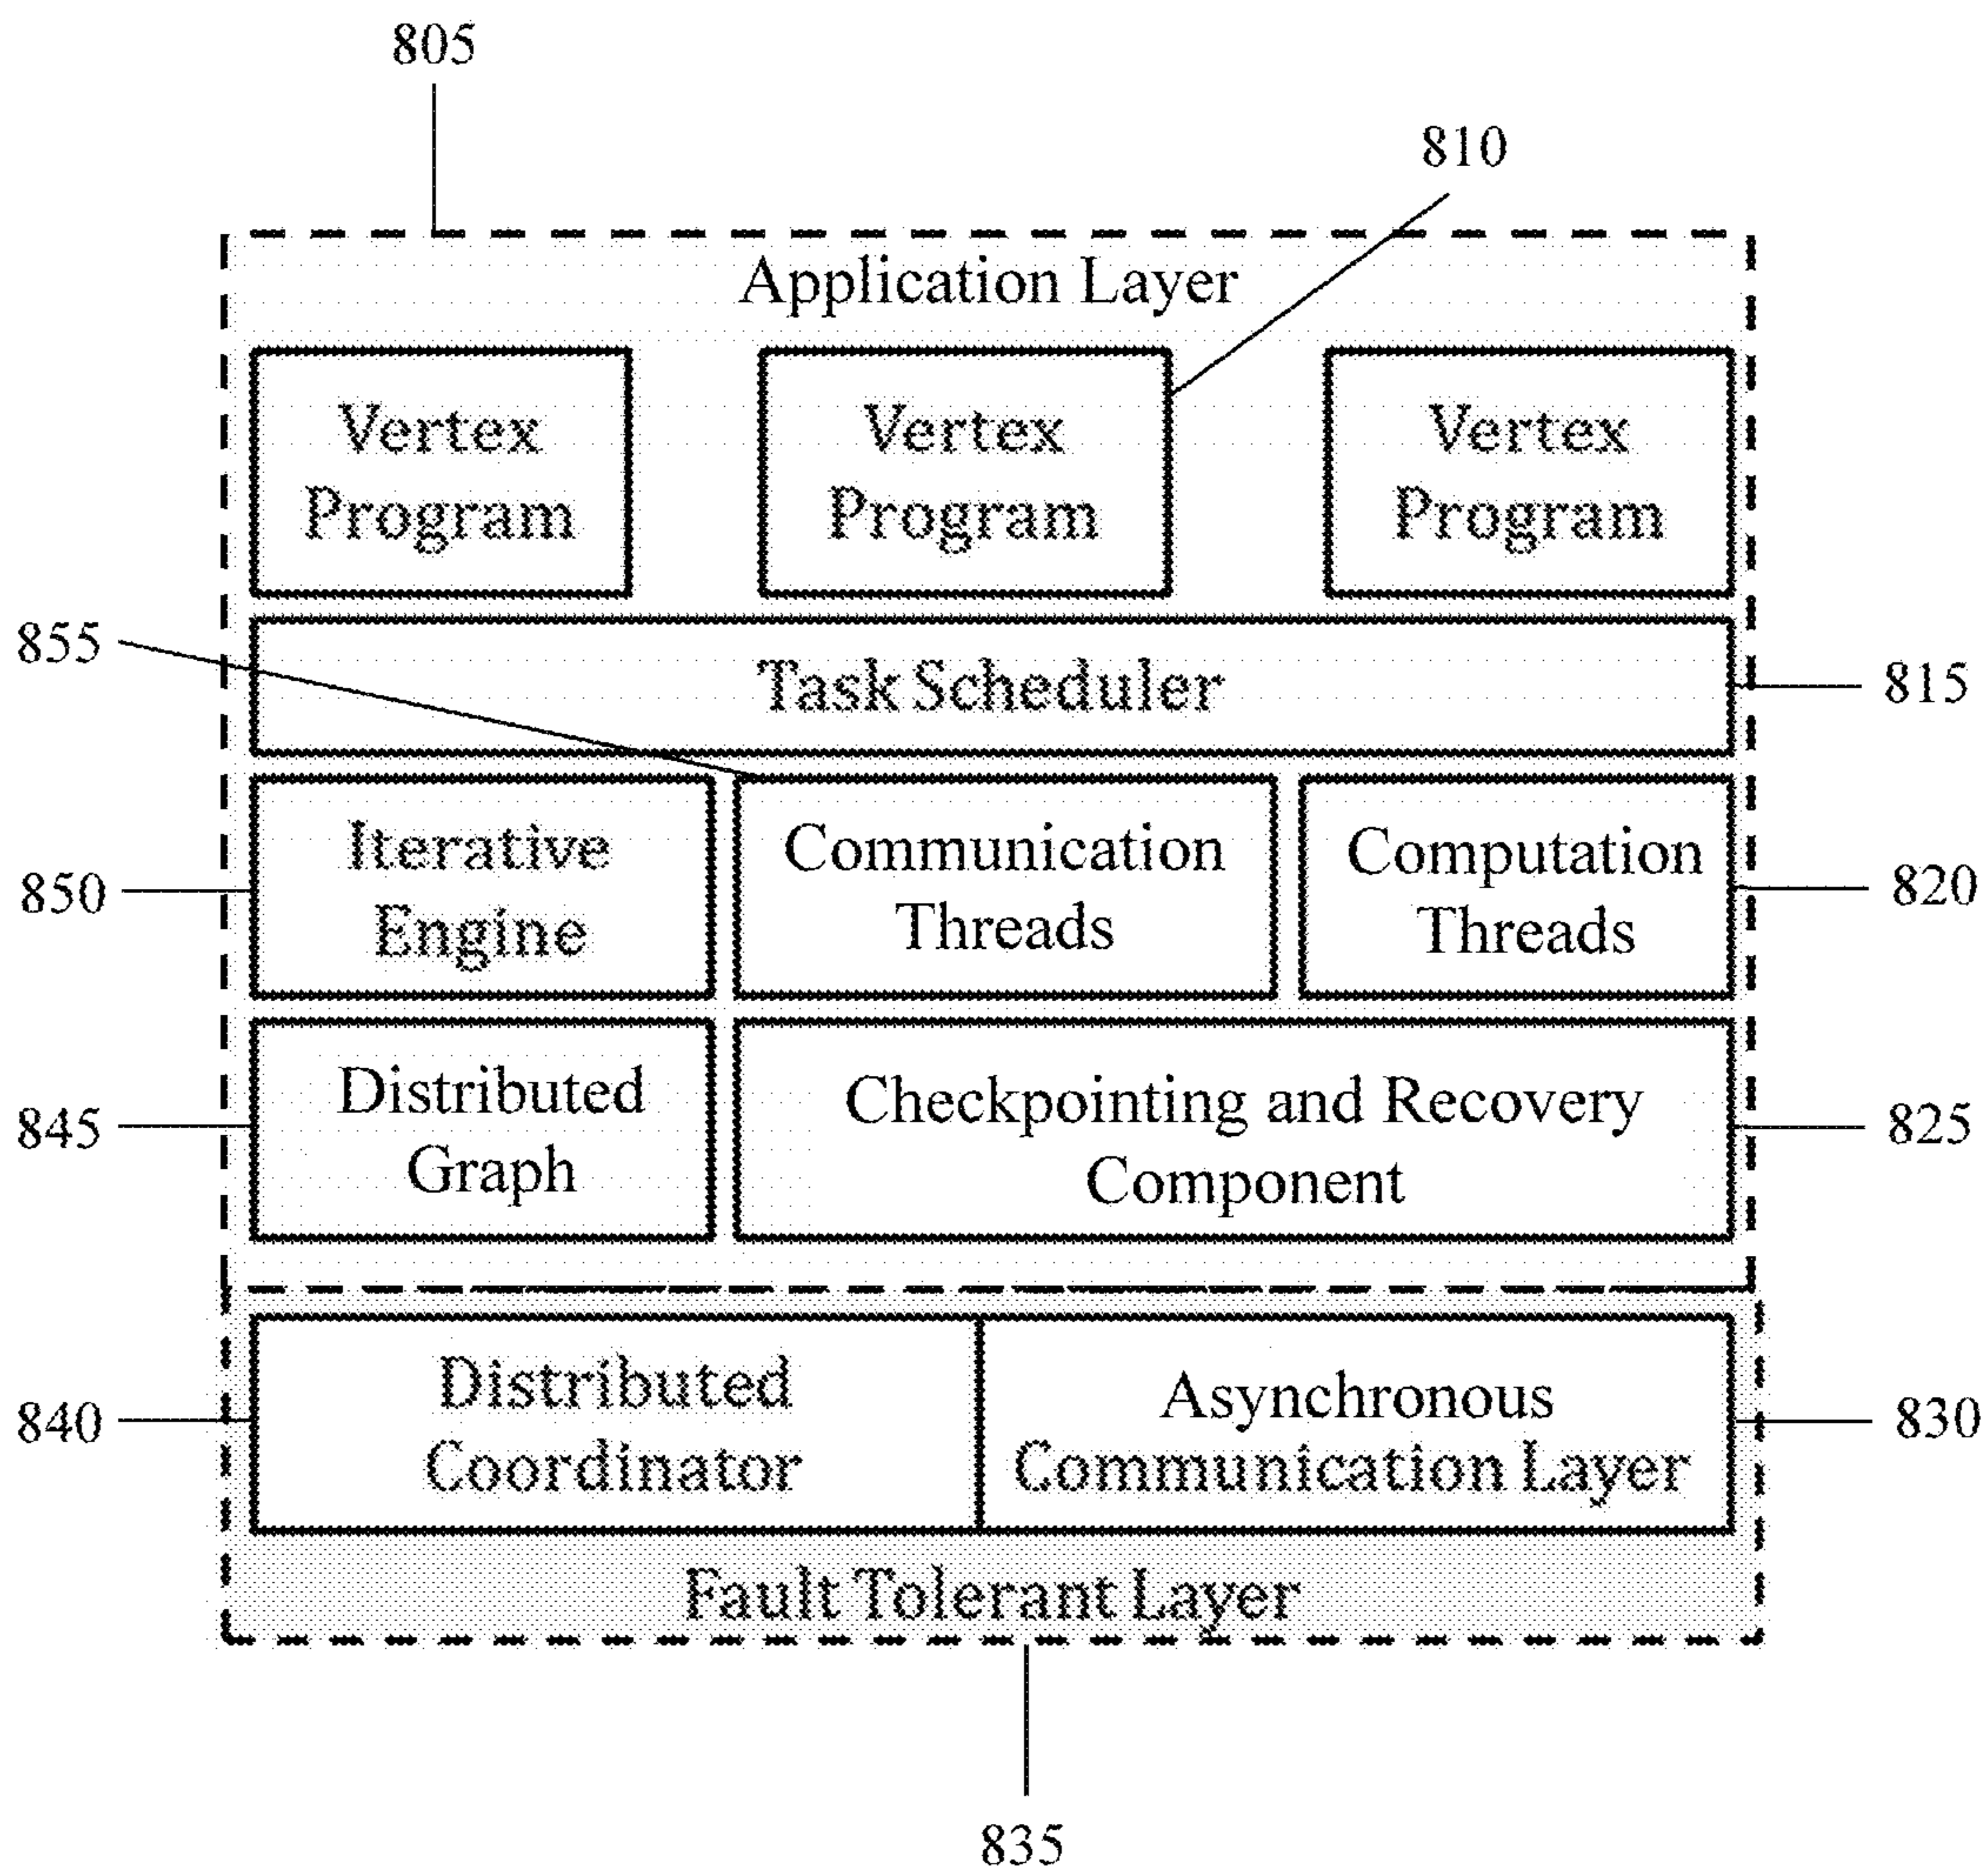 805
810
Application Layer
Vertex
Program
Vertex
Program
Vertex
Program
855
Task Scheduler
815
850
Iterative
Engine
Communication
Threads
Computation
Threads
820
845
Distributed
Graph
Checkpointing and Recovery
Component
825
840
Distributed
Coordinator
Asynchronous
Communication Layer
830
Fault Tolerant Layer
835